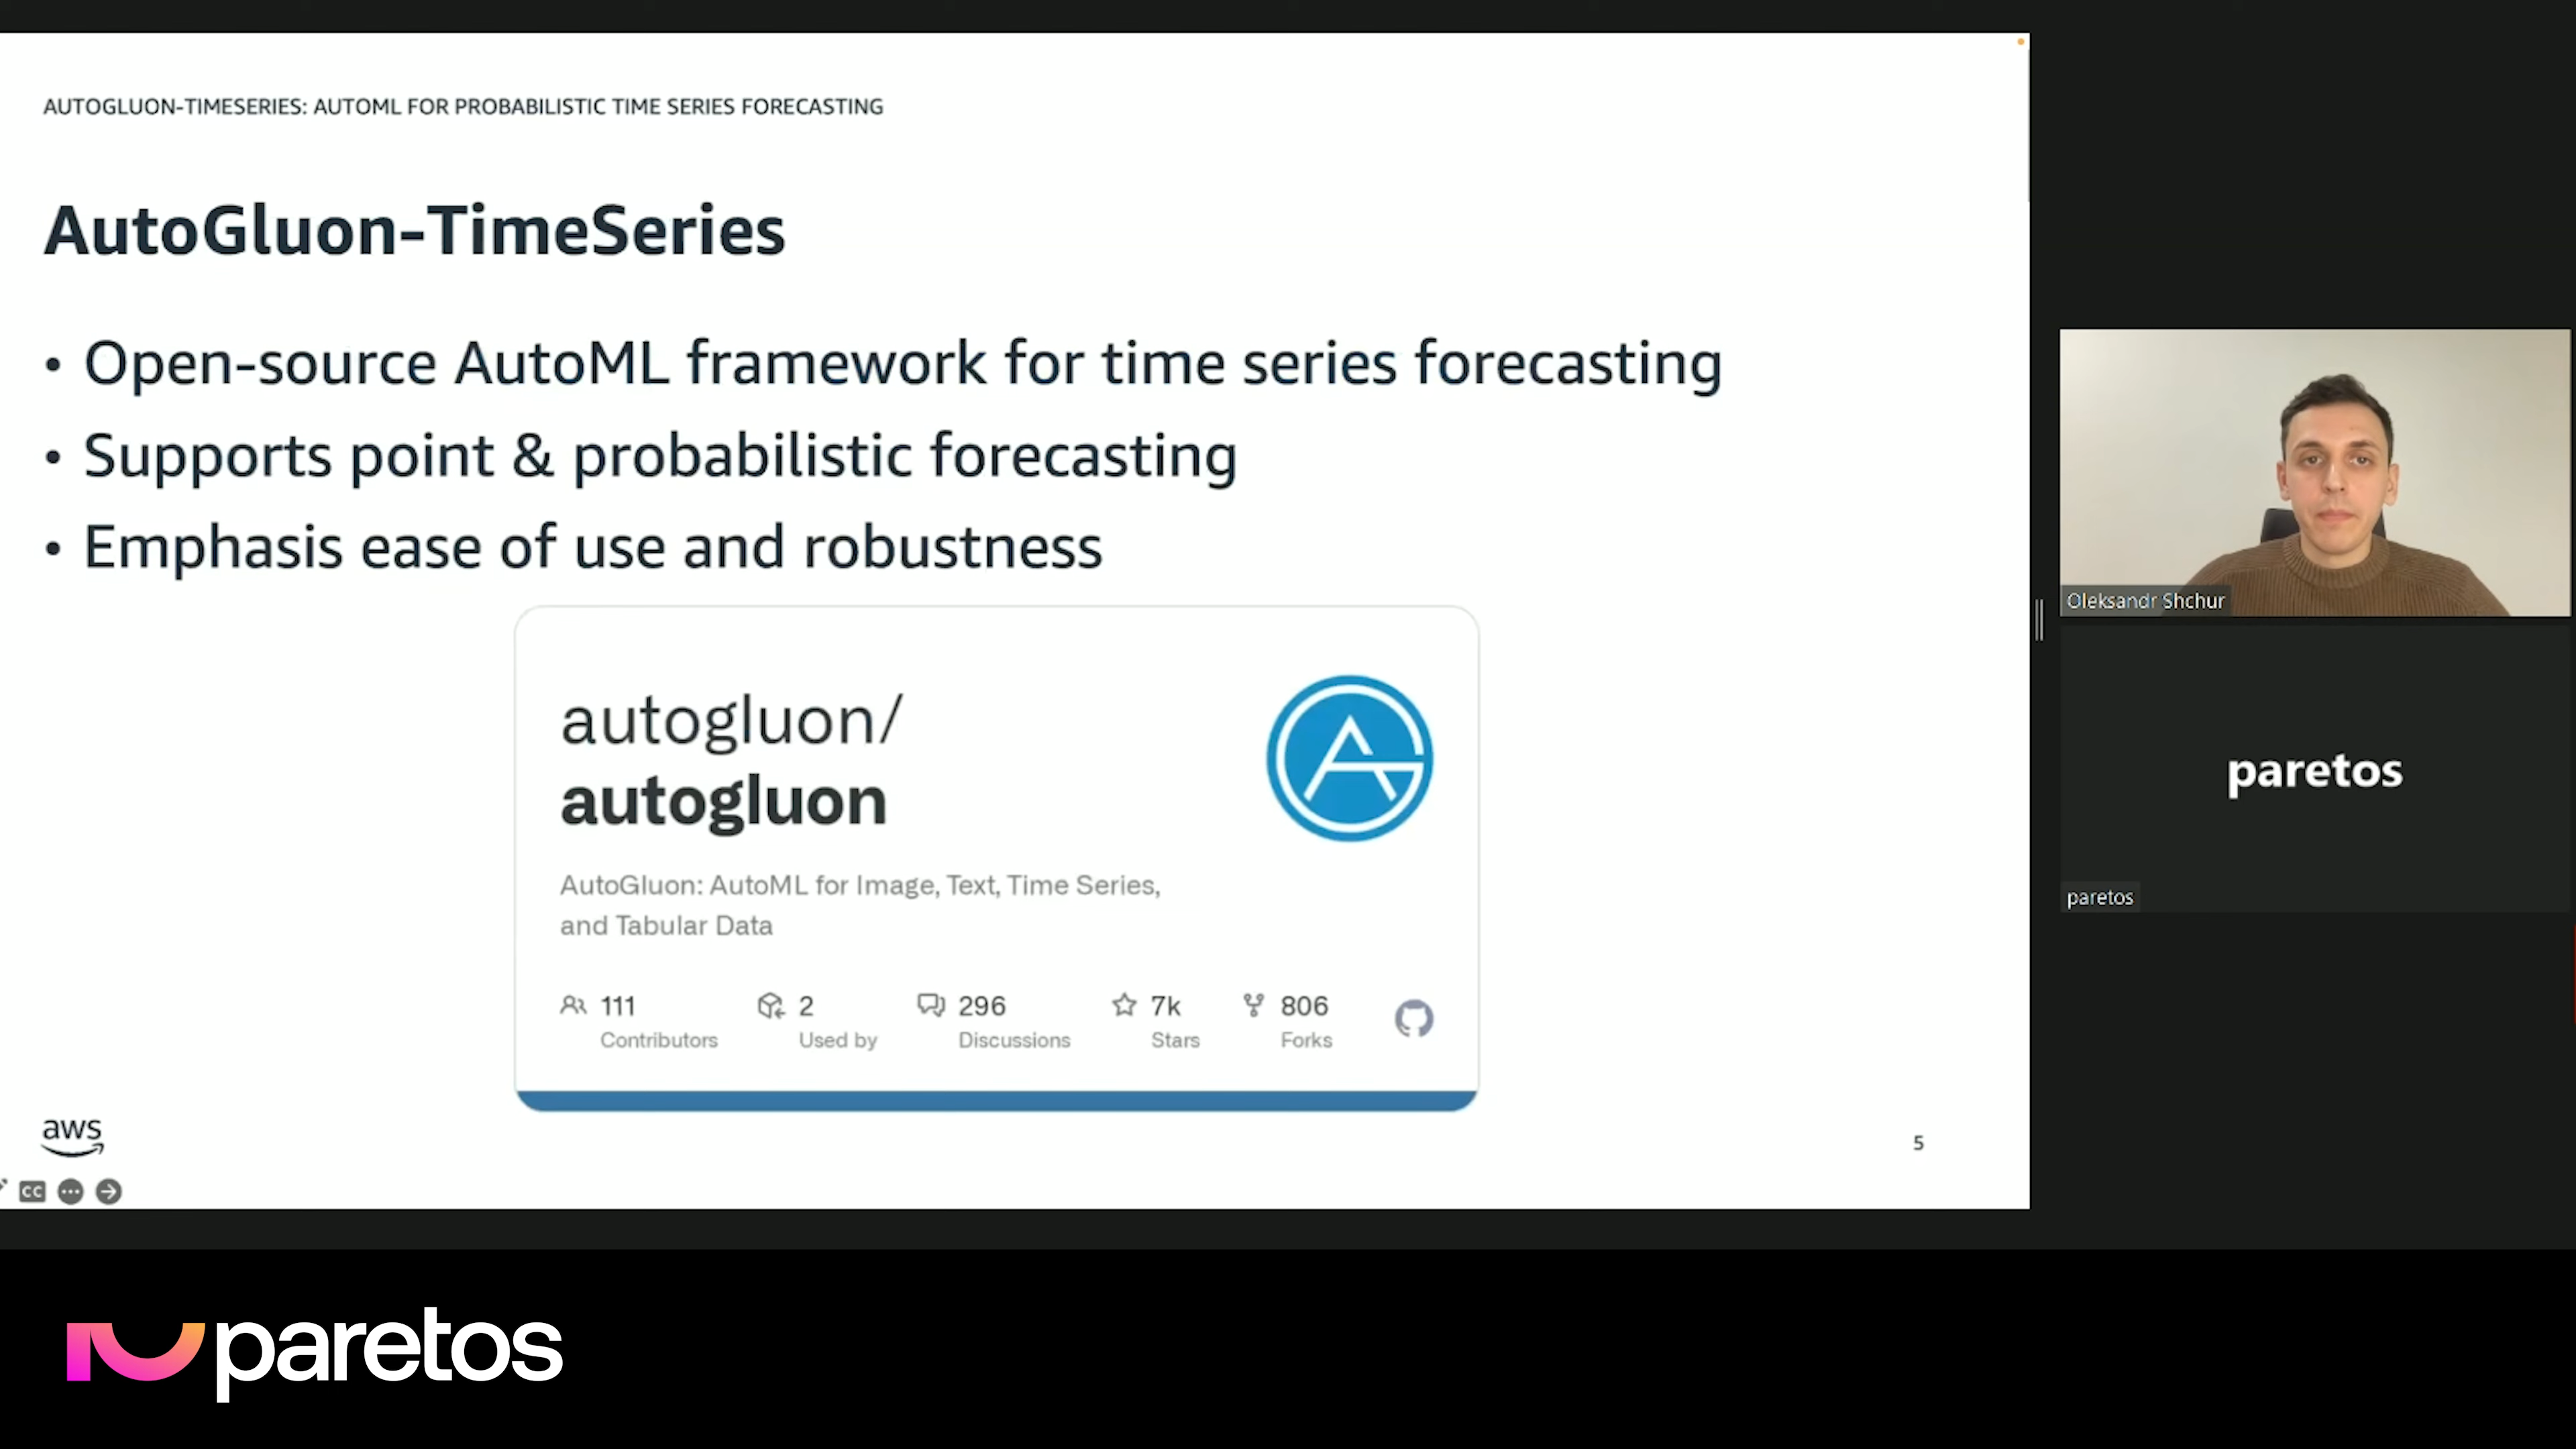 AUTOGLUON-TIMESERIES: AUTOML FOR PROBABILISTIC TIME SERIES FORECASTING
AutoGluon-TimeSeries
• Open-source AutoML framework for time series forecasting
• Supports point & probabilistic forecasting
• Emphasis ease of use and robustness
autogluon/
autogluon
AutoGluon: AutoML for Image, Text, Time Series,
and Tabular Data
111
Contributors
2
Used by
296
Discussions
7k
Stars
806
Forks
aws
5
CC
Oleksandr Shchur
paretos
paretos
paretos